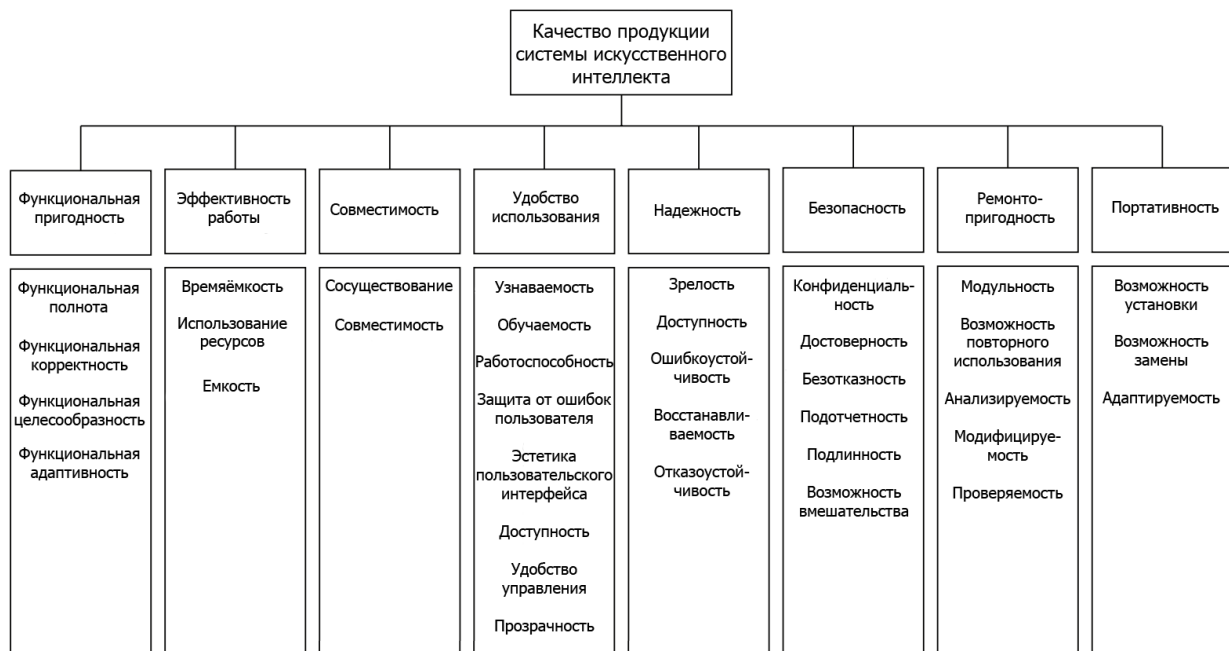 Качество продукции
системы искусственного
интеллекта
Функциональная
пригодность
Эффективность
работы
Совместимость
Удобство
использования
Надежность
Безопасность
Ремонто-
пригодность
Портативность
Функциональная
полнота
Функциональная
корректность
Функциональная
целесообразность
Функциональная
адаптивность
Времяёмкость
Использование
ресурсов
Емкость
Сосуществование
Совместимость
Узнаваемость
Обучаемость
Работоспособность
Защита от ошибок
пользователя
Эстетика
пользовательского
интерфейса
Доступность
Удобство
управления
Прозрачность
Зрелость
Доступность
Ошибкоустой-
чивость
Восстанавли-
ваемость
Отказоустой-
чивость
Конфиденциаль-
ность
Достоверность
Безотказность
Подотчетность
Подлинность
Возможность
вмешательства
Модульность
Возможность
повторного
использования
Анализируемость
Модифицируе-
мость
Проверяемость
Возможность
установки
Возможность
замены
Адаптируемость